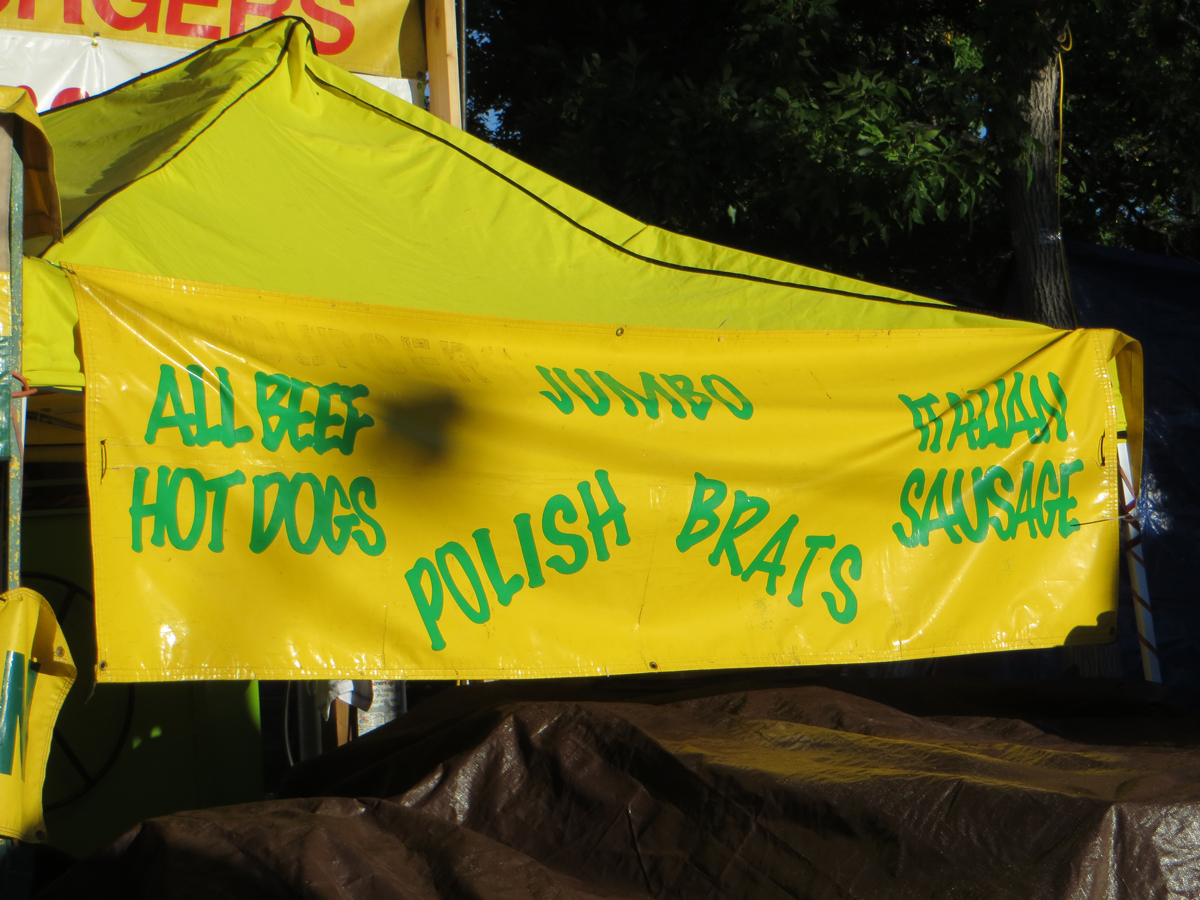 ALL BEEF
HOT DOGS
JUMBO
POLISH BRATS
ITALIAN
SAUSAGE